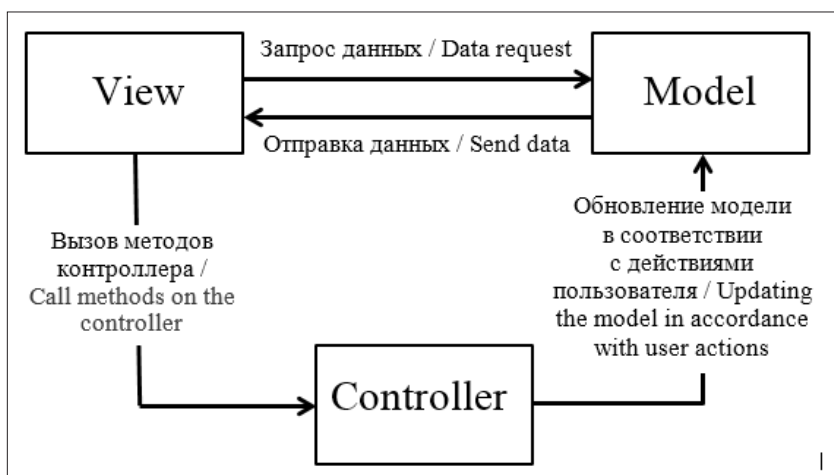 Запрос данных / Data request
View
Model
Отправка данных / Send data
Вызов методов
контроллера /
Call methods on the
controller
Обновление модели
в соответствии
с действиями
пользователя / Updating
the model in accordance
with user actions
Controller